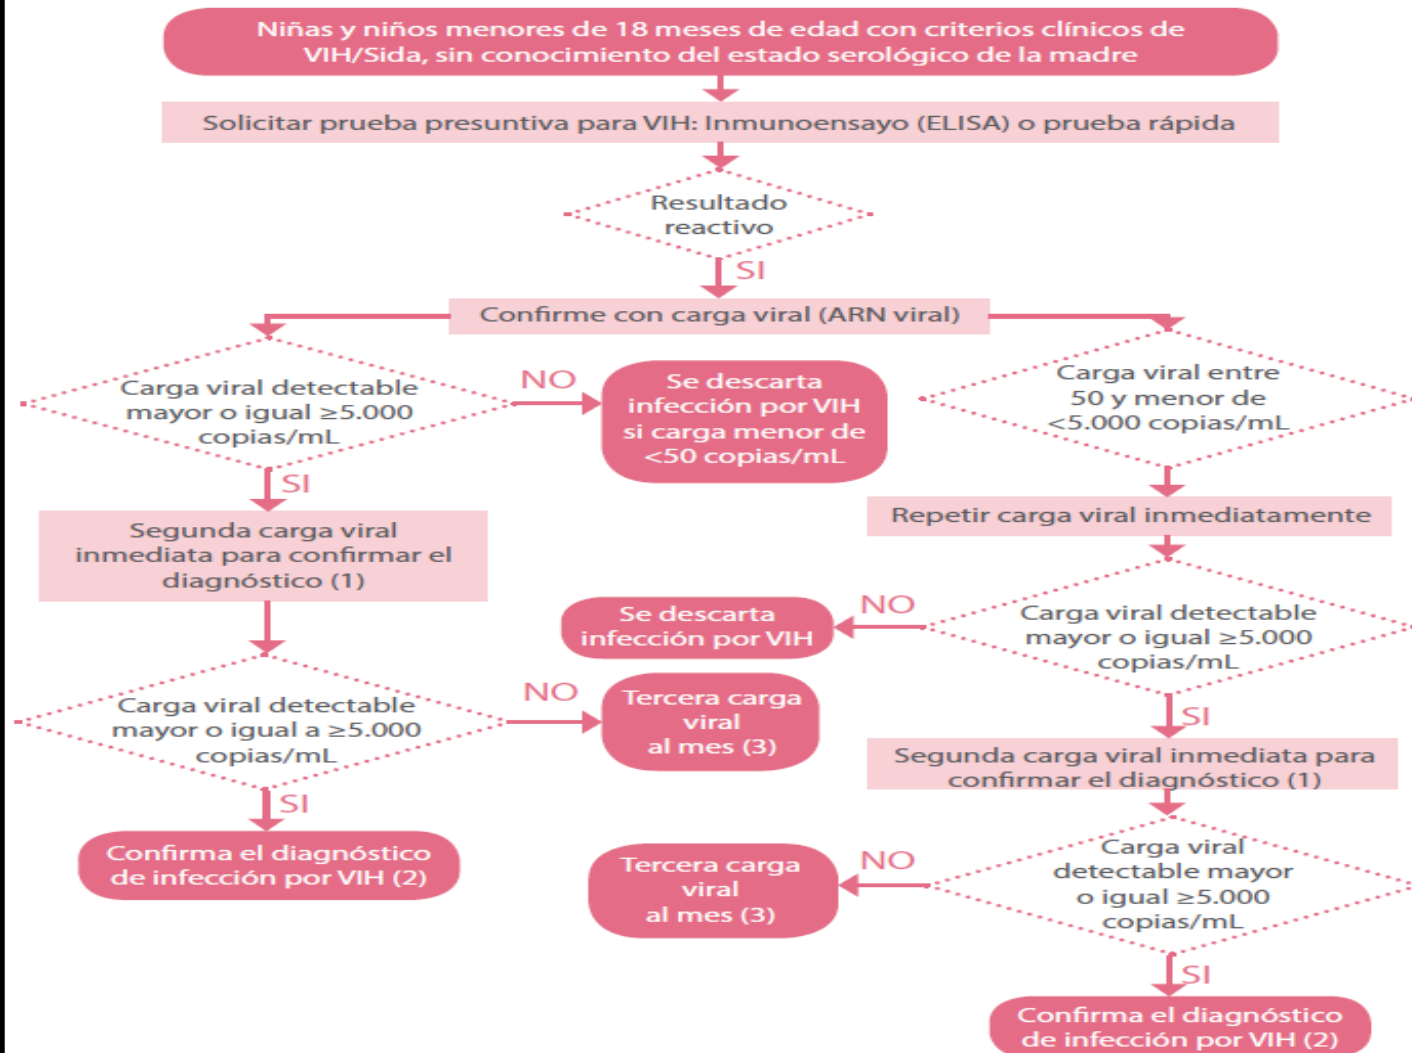 Niñas y niños menores de 18 meses de edad con criterios clínicos de
VIH/Sida, sin conocimiento del estado serológico de la madre
Solicitar prueba presuntiva para VIH: Inmunoensayo (ELISA) o prueba rápida
Resultado
reactivo
SI
Confirme con carga viral (ARN viral)
Carga viral detectable
mayor o igual ≥5.000
copias/mL
NO
Se descarta
infección por VIH
si carga menor de
<50 copias/mL
SI
Segunda carga viral
inmediata para confirmar el
diagnóstico (1)
Carga viral detectable
mayor o igual a ≥5.000
copias/mL
NO
Tercera carga
viral
al mes (3)
SI
Confirma el diagnóstico
de infección por VIH (2)
Carga viral entre
50 y menor de
<5.000 copias/mL
Repetir carga viral inmediatamente
Carga viral detectable
mayor o igual ≥5.000
copias/mL
NO
Se descarta
infección por VIH
SI
Segunda carga viral inmediata para
confirmar el diagnóstico (1)
Carga viral
detectable mayor
o igual ≥5.000
copias/mL
NO
Tercera carga
viral
al mes (3)
SI
Confirma el diagnóstico
de infección por VIH (2)